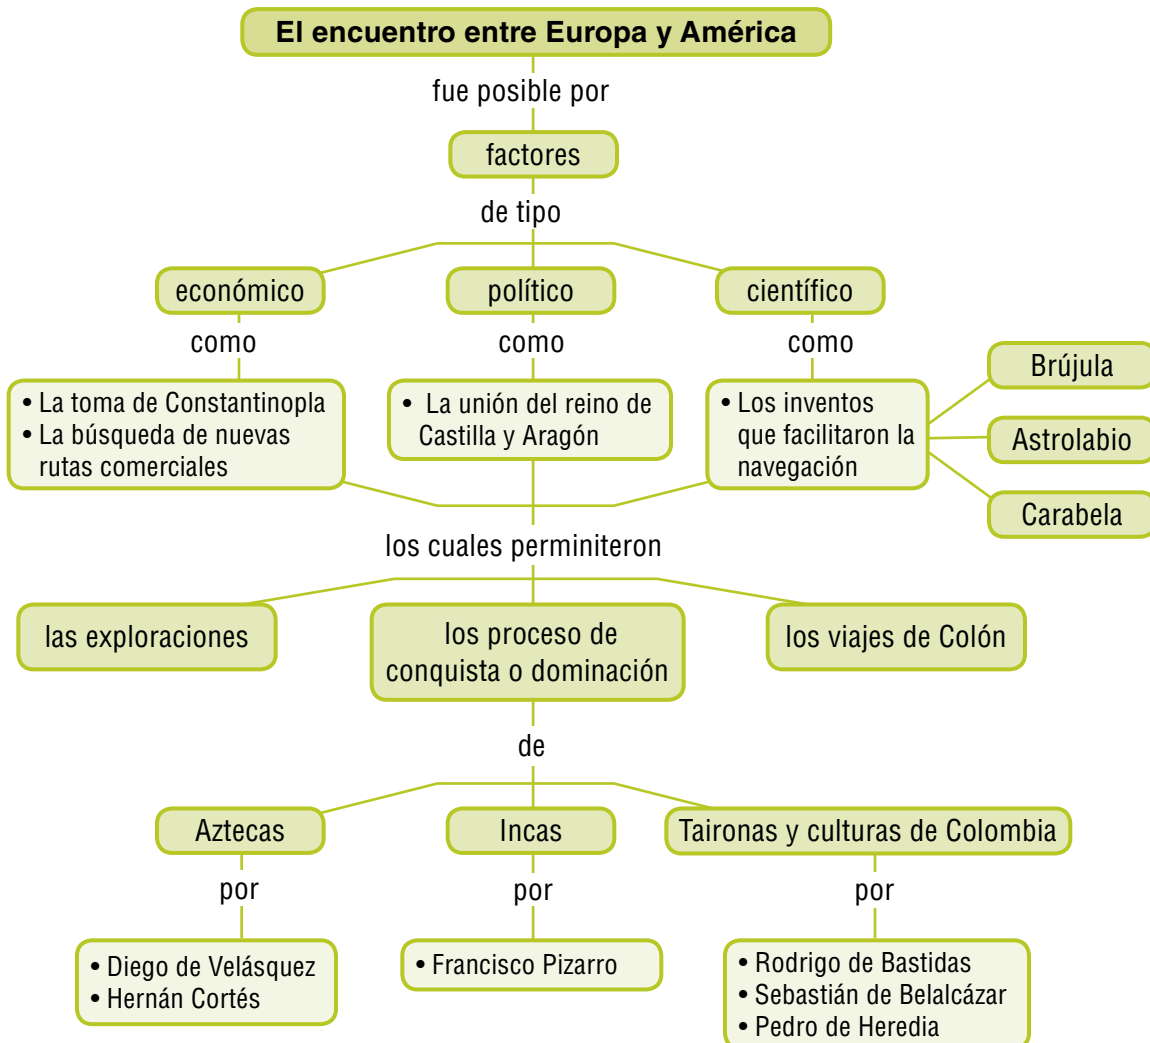 El encuentro entre Europa y América
fue posible por
factores
de tipo
económico
político
científico
como
como
como
• La toma de Constantinopla
• La búsqueda de nuevas
rutas comerciales
• La unión del reino de
Castilla y Aragón
• Los inventos
que facilitaron la
navegación
Brújula
Astrolabio
Carabela
los cuales perminiteron
las exploraciones
los proceso de
conquista o dominación
los viajes de Colón
de
Aztecas
Incas
Taironas y culturas de Colombia
por
por
por
• Diego de Velásquez
• Hernán Cortés
• Francisco Pizarro
• Rodrigo de Bastidas
• Sebastián de Belalcázar
• Pedro de Heredia